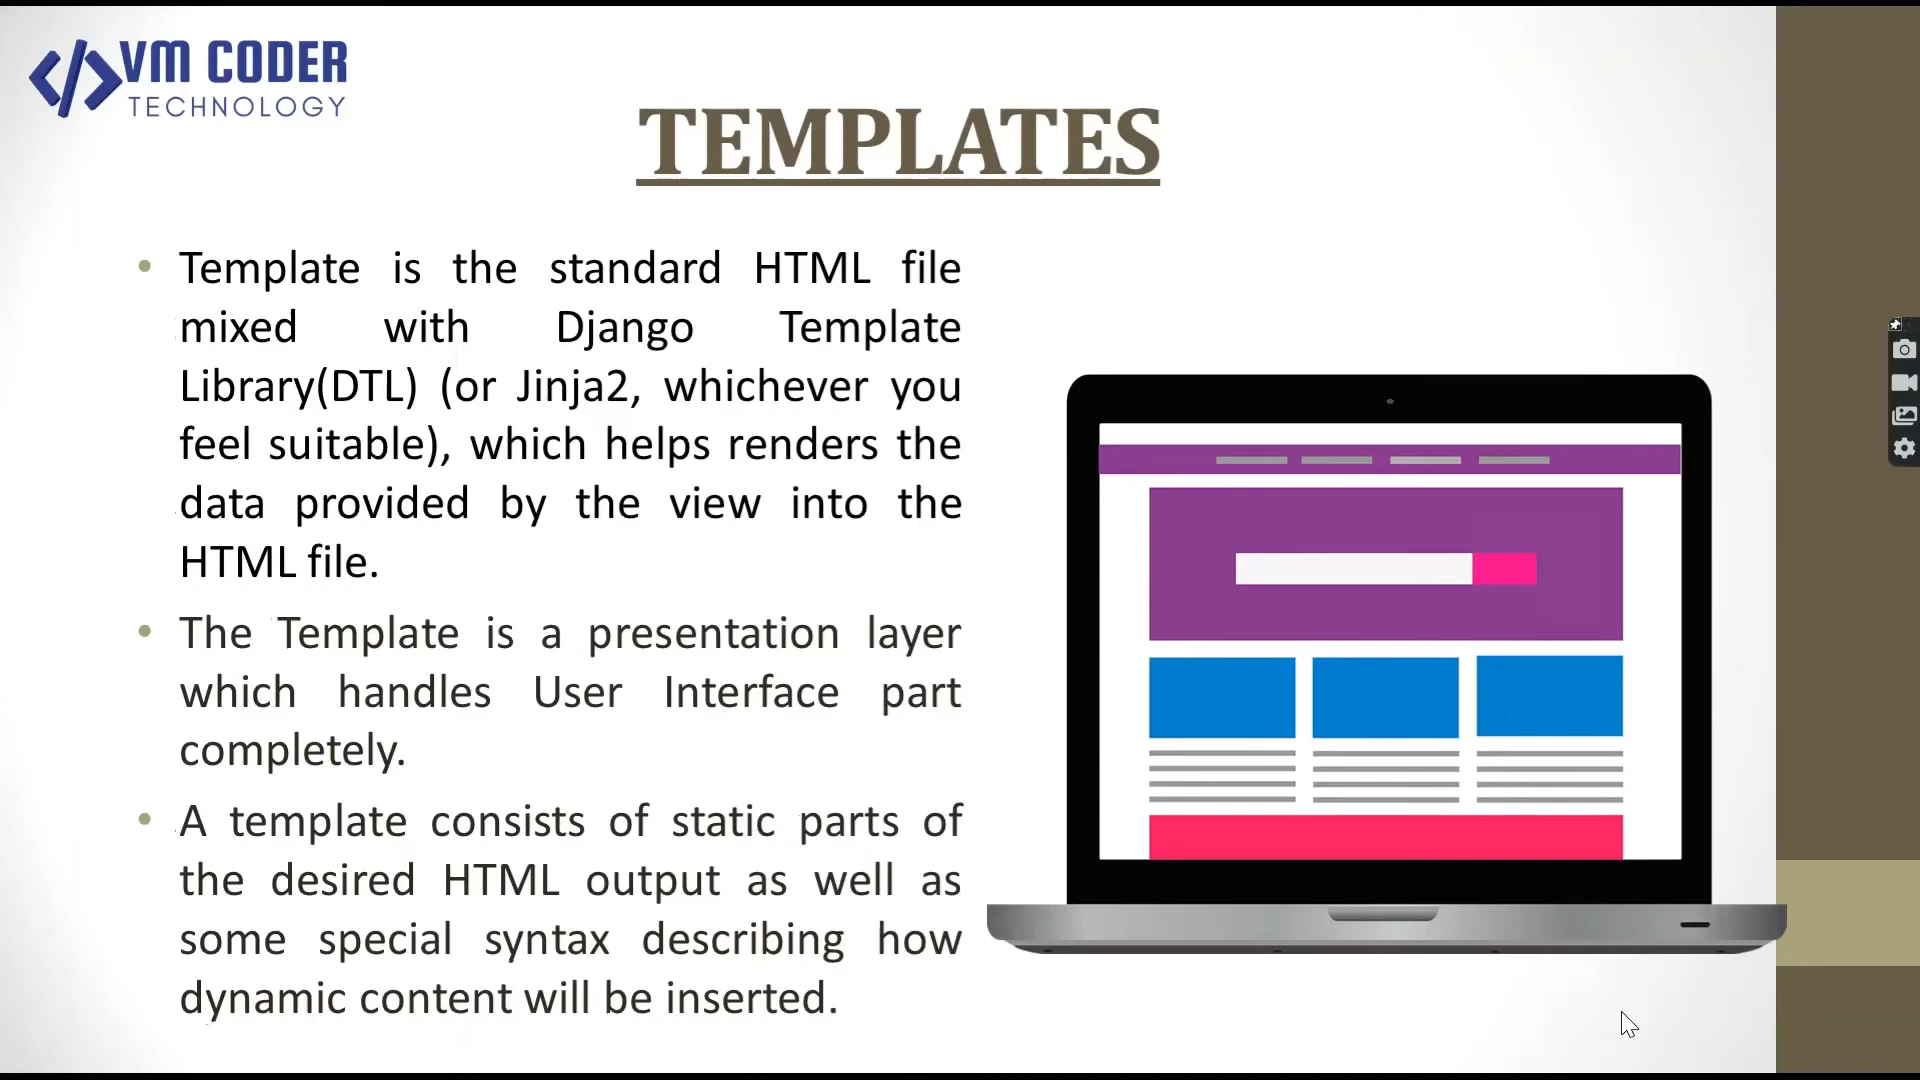 VM CODER
TECHNOLOGY
TEMPLATES
• Template is the standard HTML file
mixed with Django Template
Library(DTL) (or Jinja2, whichever you
feel suitable), which helps renders the
data provided by the view into the
HTML file.
• The Template is a presentation layer
which handles User Interface part
completely.
• A template consists of static parts of
the desired HTML output as well as
some special syntax describing how
dynamic content will be inserted.